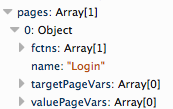 pages: Array[1]
0: Object
fctns: Array[1]
name: "Login"
targetPageVars: Array[0]
valuePageVars: Array[0]